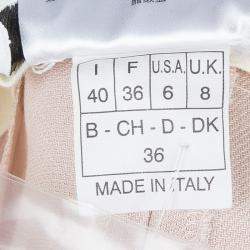 I F U.S.A. U.K.
40 36 6 8
B - CH - D - DK
36
MADE IN ITALY